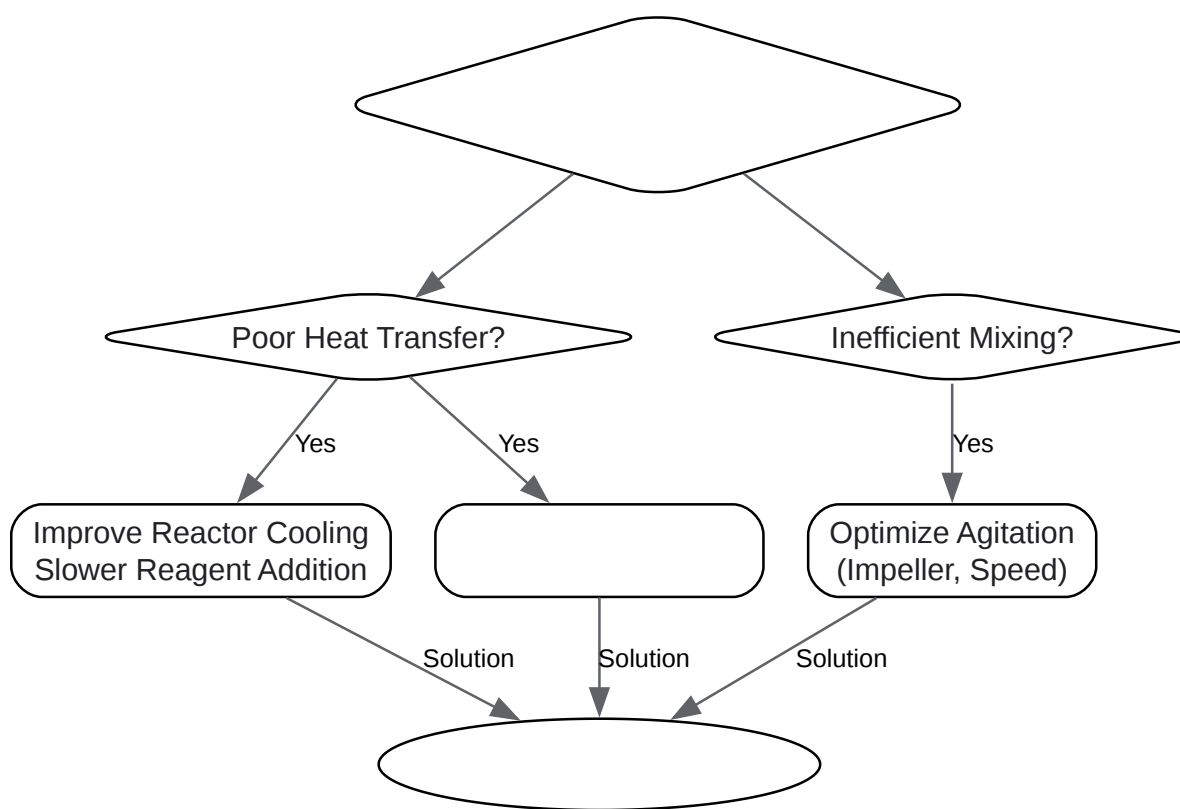 Poor Heat Transfer?
Inefficient Mixing?
Yes
Yes
Yes
Improve Reactor Cooling
Slower Reagent Addition
Optimize Agitation
(Impeller, Speed)
Solution
Solution
Solution